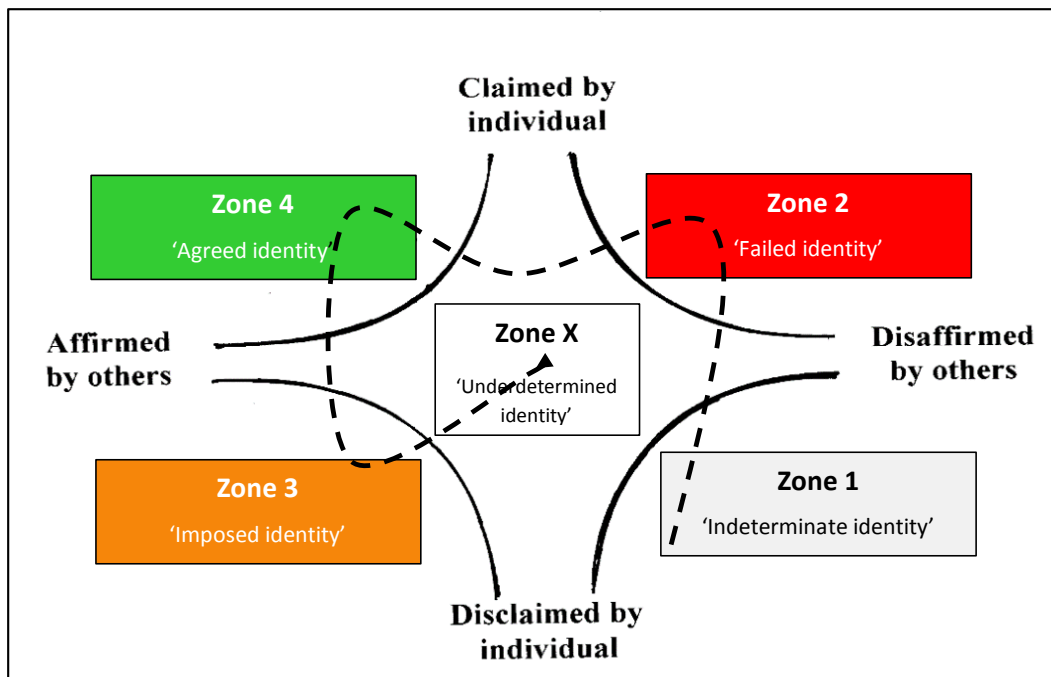 Claimed by
individual
Zone 4
‘Agreed identity’
Zone 2
‘Failed identity’
Affirmed
by others
Zone X
‘Underdetermined
identity’
Disaffirmed
by others
Zone 3
‘Imposed identity’
Zone 1
‘Indeterminate identity’
Disclaimed by
individual